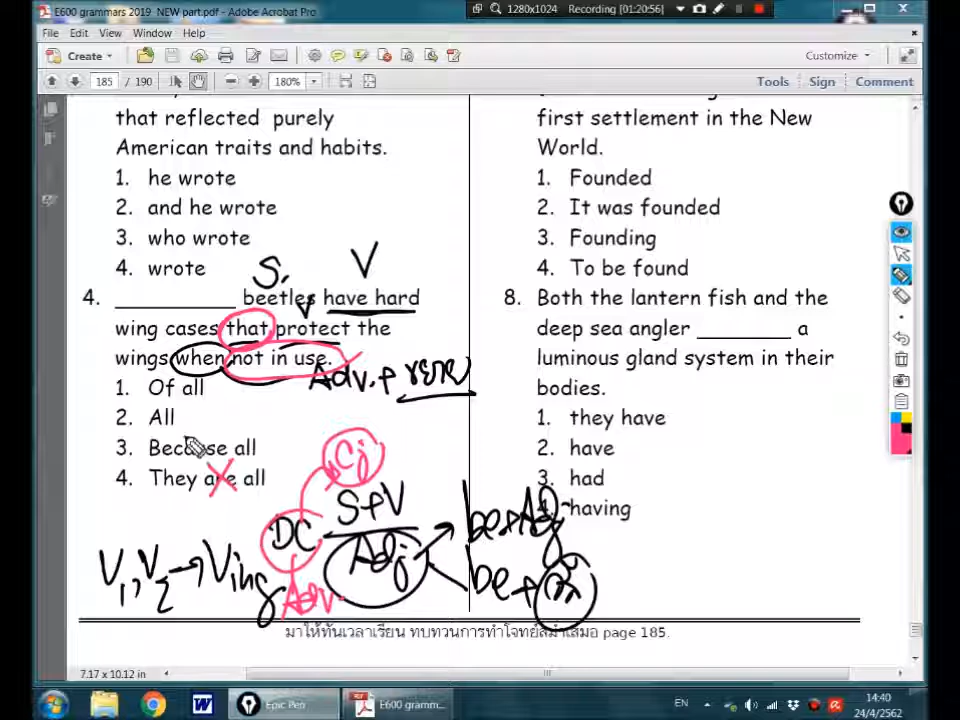 E600 grammars 2019 NEW part.pdf - Adobe Acrobat Pro
1280x1024 Recording [01:20:56]
File Edit View Window Help
Create Customize
185 / 190 180% Tools Sign Comment
that reflected purely
American traits and habits.
1. he wrote
2. and he wrote
3. who wrote
4. wrote
S. V
4. ____________ beetles have hard
V
wing cases that protect the
wings when not in use.
Adv. +
1. Of all
2. All
3. Because all
4. They are all
Cj
S+V
DC
Adj
V1, V2 → Ving
Adv.
first settlement in the New
World.
1. Founded
2. It was founded
3. Founding
4. To be found
8. Both the lantern fish and the
deep sea angler _________ a
luminous gland system in their
bodies.
1. they have
2. have
3. had
4. having
be+Adj
be+
มาให้ทันเวลาเรียน ทบทวนการทำโจทย์สม่ำเสมอ page 185.
7.17 x 10.12 in
Epic Pen
E600 gramm...
EN
14:40
24/4/2562